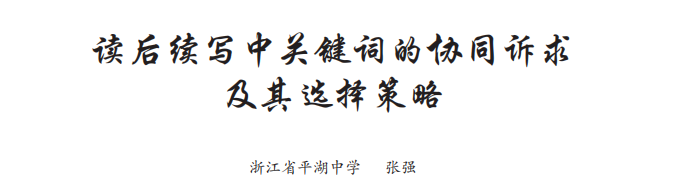 读后续写中关键词的协同诉求
及其选择策略
浙江省平湖中学 张强